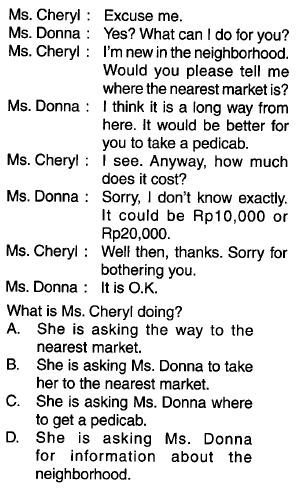 Ms. Cheryl : Excuse me.
Ms. Donna : Yes? What can I do for you?
Ms. Cheryl : I'm new in the neighborhood.
Would you please tell me
where the nearest market is?
Ms. Donna : I think it is a long way from
here. It would be better for
you to take a pedicab.
Ms. Cheryl : I see. Anyway, how much
does it cost?
Ms. Donna : Sorry, I don't know exactly.
It could be Rp10,000 or
Rp20,000.
Ms. Cheryl : Well then, thanks. Sorry for
bothering you.
Ms. Donna : It is O.K.
What is Ms. Cheryl doing?
A. She is asking the way to the
nearest market.
B. She is asking Ms. Donna to take
her to the nearest market.
C. She is asking Ms. Donna where
to get a pedicab.
D. She is asking Ms. Donna
for information about the
neighborhood.